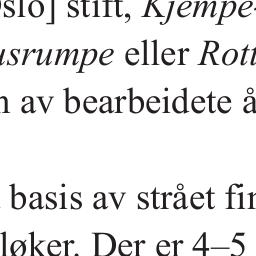 slo] stift, Kjempe-
usrumpe eller Rott
n av bearbeidete å
basis av strået fin
løker. Der er 4–5